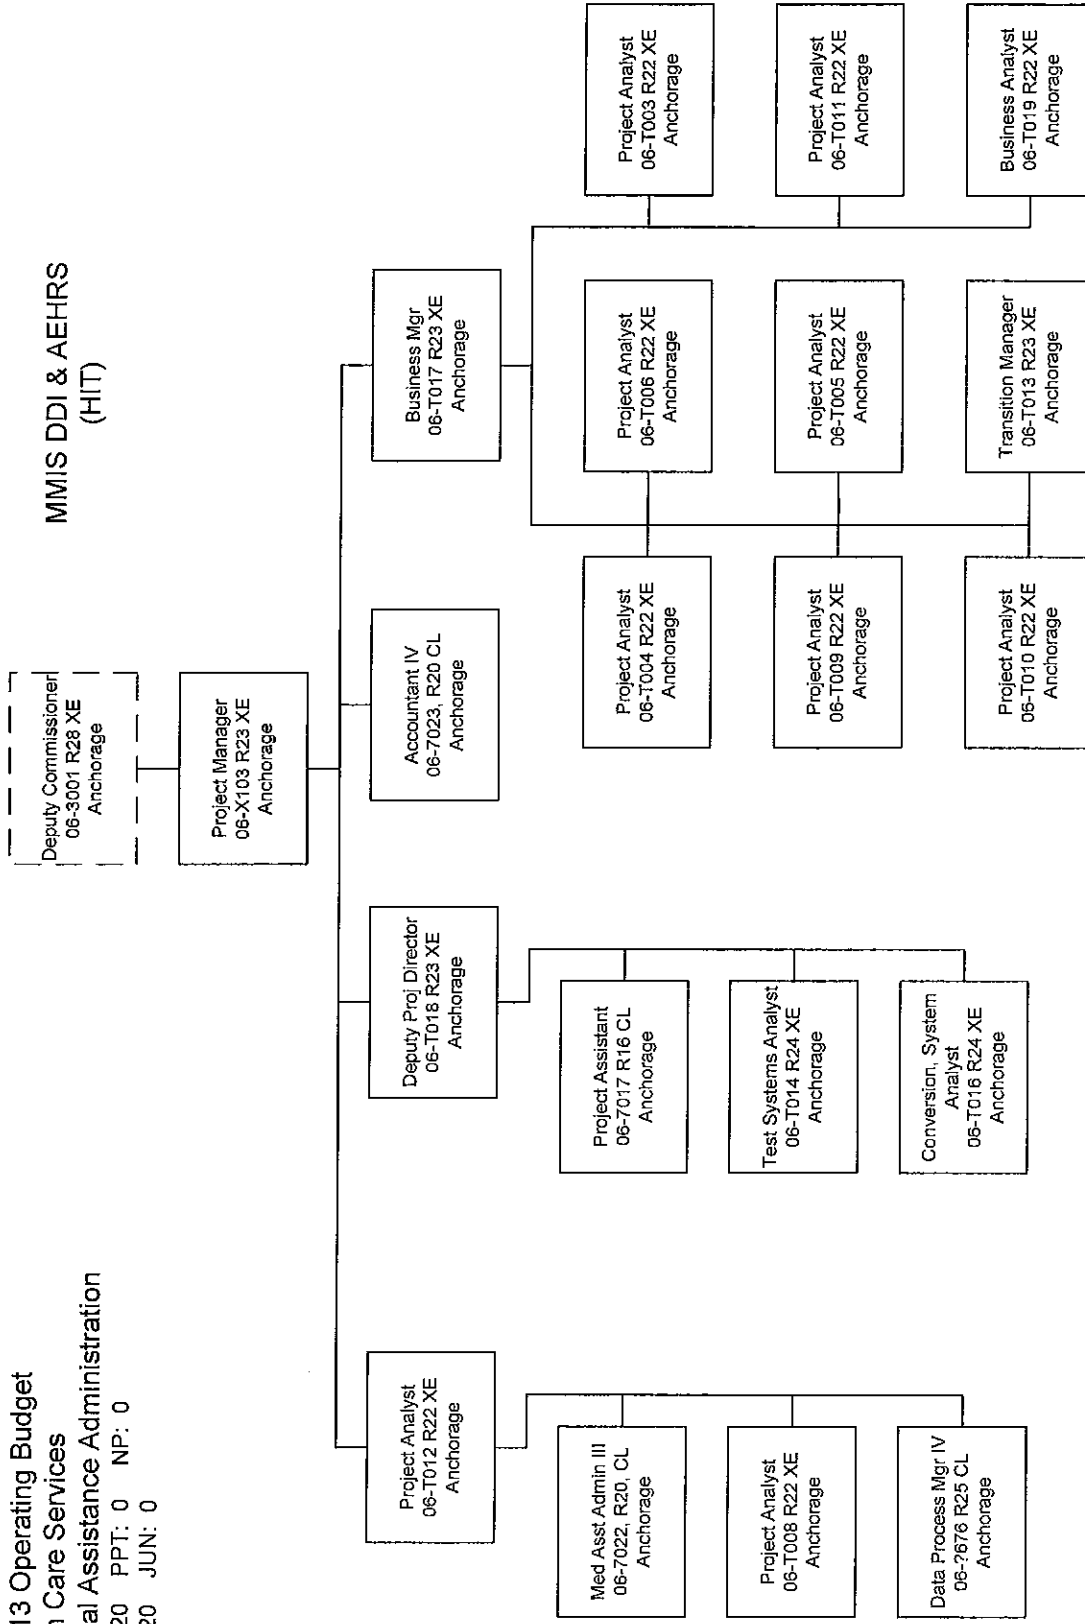 13 Operating Budget
Care Services
al Assistance Administration
20 PPT: 0 NP: 0
20 JUN: 0
MMIS DDI & AEHRS
(HIT)
Deputy Commissioner
06-3001 R28 XE
Anchorage
Project Manager
06-X103 R23 XE
Anchorage
Project Analyst
06-T012 R22 XE
Anchorage
Deputy Proj Director
06-T018 R23 XE
Anchorage
Accountant IV
06-7023, R20 CL
Anchorage
Business Mgr
06-T017 R23 XE
Anchorage
Med Asst Admin III
06-7022, R20, CL
Anchorage
Project Analyst
06-T008 R22 XE
Anchorage
Data Process Mgr IV
06-?676 R25 CL
Anchorage
Project Assistant
06-7017 R16 CL
Anchorage
Test Systems Analyst
06-T014 R24 XE
Anchorage
Conversion, System
Analyst
06-T016 R24 XE
Anchorage
Project Analyst
06-T004 R22 XE
Anchorage
Project Analyst
06-T009 R22 XE
Anchorage
Project Analyst
06-T010 R22 XE
Anchorage
Project Analyst
06-T006 R22 XE
Anchorage
Project Analyst
06-T005 R22 XE
Anchorage
Transition Manager
06-T013 R23 XE
Anchorage
Project Analyst
06-T003 R22 XE
Anchorage
Project Analyst
06-T011 R22 XE
Anchorage
Business Analyst
06-T019 R22 XE
Anchorage